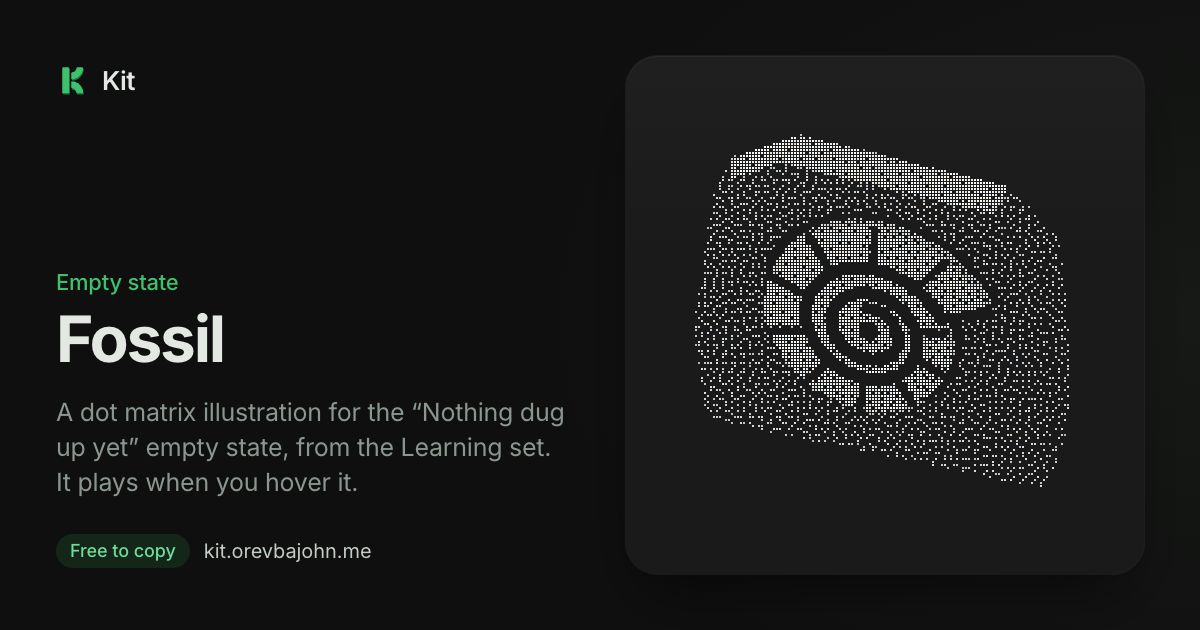 Kit
Empty state
Fossil
A dot matrix illustration for the “Nothing dug
up yet” empty state, from the Learning set.
It plays when you hover it.
Free to copy
kit.orevbajohn.me